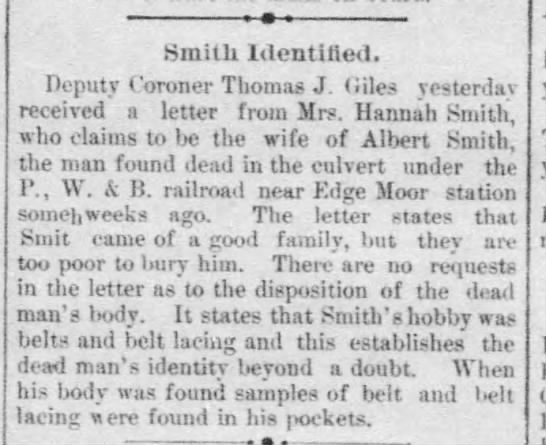 Smith Identified.
Deputy Coroner Thomas J. Giles yesterday
received a letter from Mrs. Hannah Smith,
who claims to be the wife of Albert Smith,
the man found dead in the culvert under the
P., W. & B. railroad near Edge Moor station
somehweeks ago. The letter states that
Smit came of a good family, but they are
too poor to bury him. There are no requests
in the letter as to the disposition of the dead
man's body. It states that Smith's hobby was
belts and belt lacing and this establishes the
dead man's identity beyond a doubt. When
his body was found samples of belt and belt
lacing were found in his pockets.